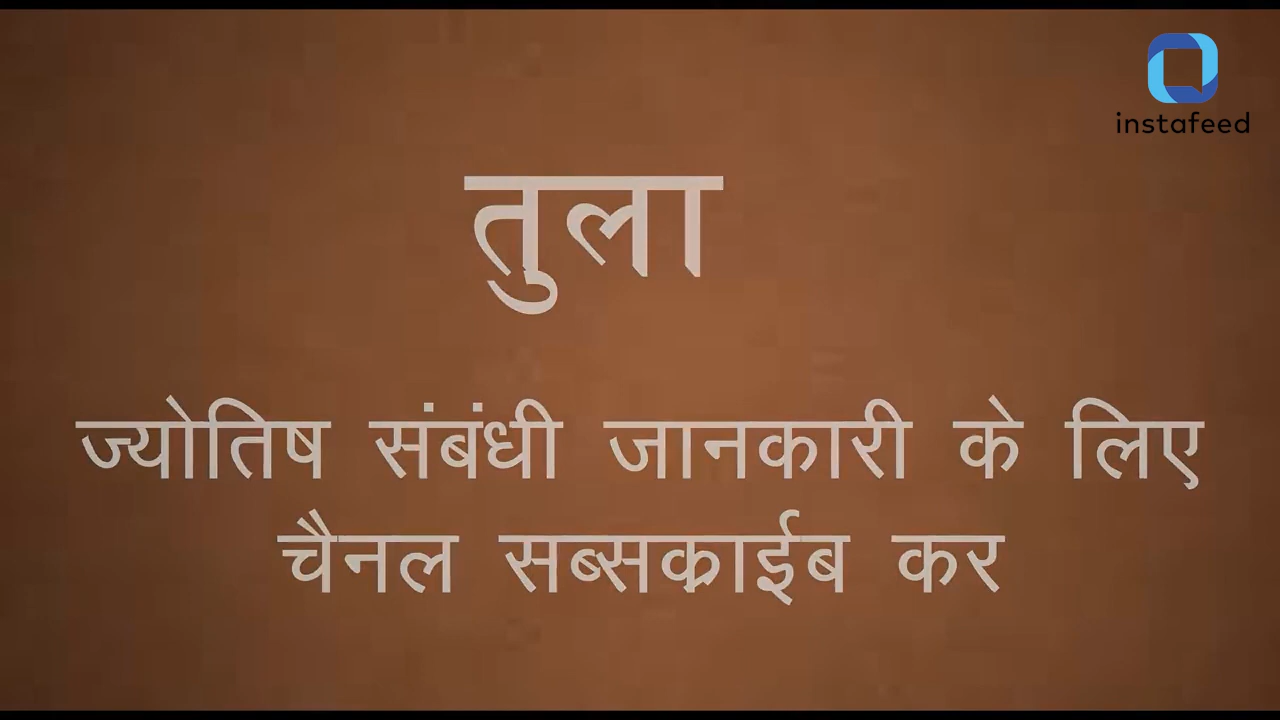 instafeed
तुला
ज्योतिष संबंधी जानकारी के लिए
चैनल सब्सक्राईब कर